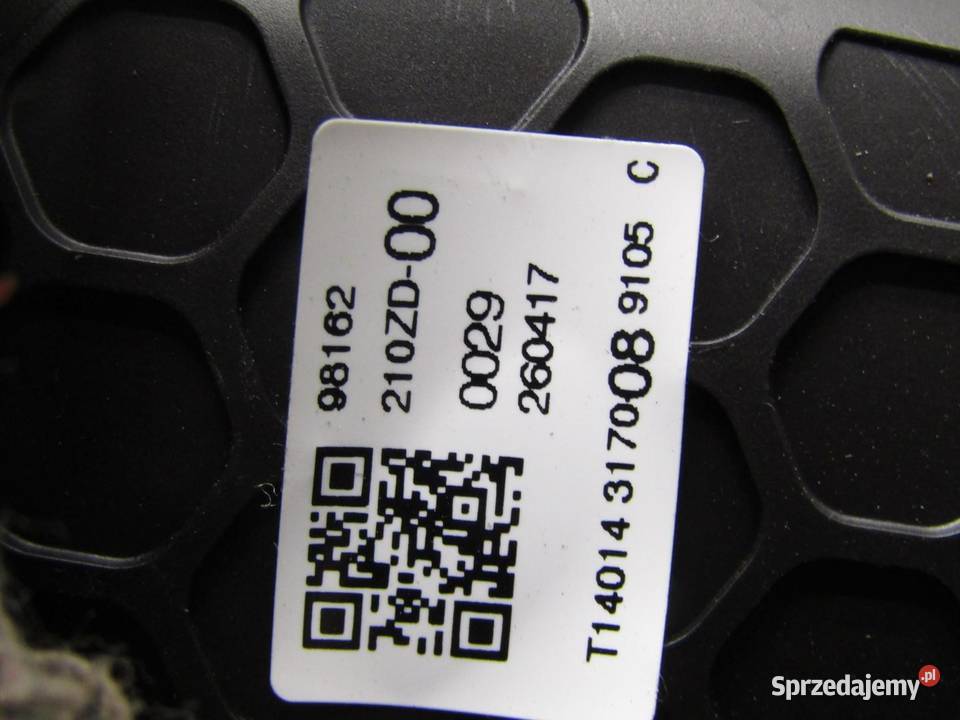 98162
210ZD-00
0029
260417
T14014 317008 9105 C
Sprzedajemy.pl